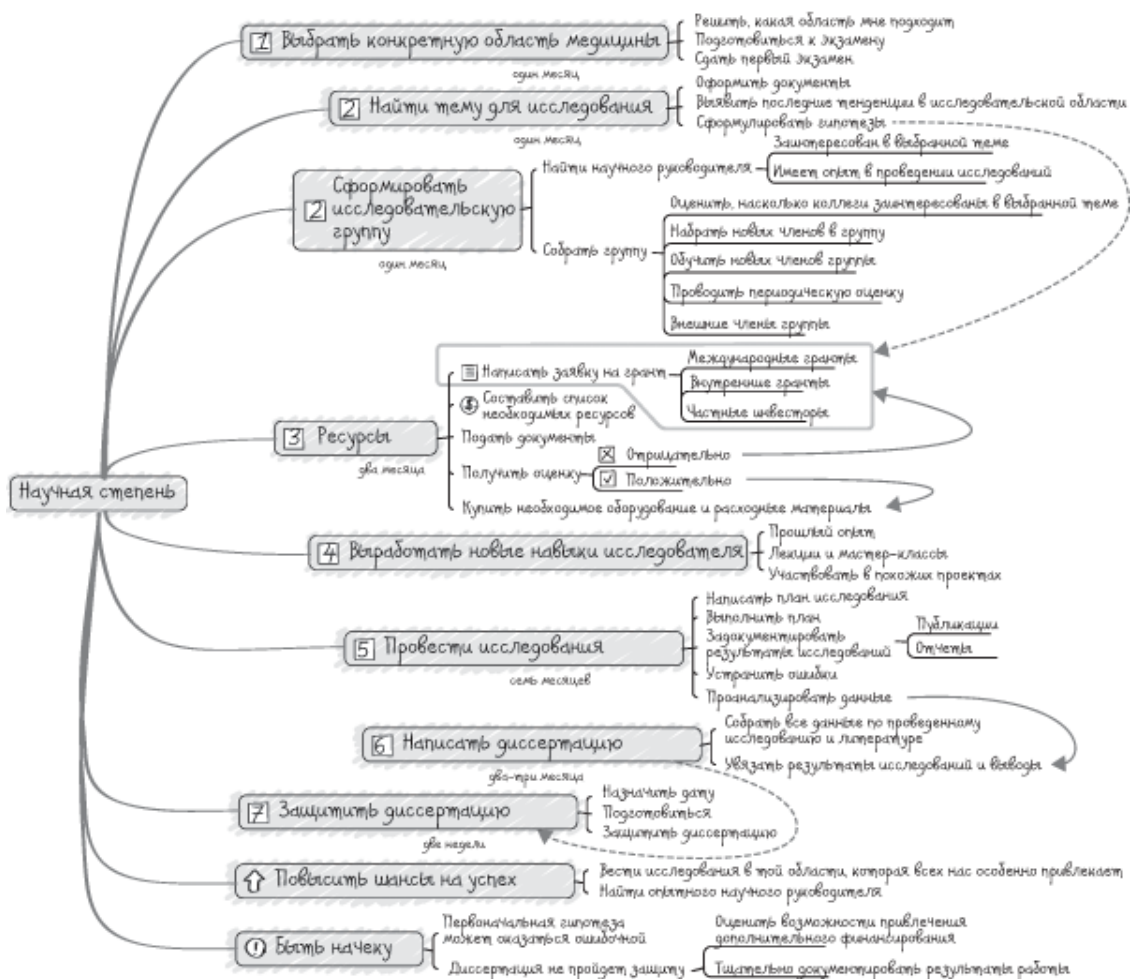 Научная степень
1 Выбрать конкретную область медицины
один месяц
Решить, какая область мне подходит
Подготовиться к экзамену
Сдать первый экзамен
2 Найти тему для исследования
один месяц
Оформить документы
Выявить последние тенденции в исследовательской области
Сформулировать гипотезы
2 Сформировать
исследовательскую
группу
один месяц
Найти научного руководителя
Заинтересован в выбранной теме
Имеет опыт в проведении исследований
Собрать группу
Оценить, насколько коллеги заинтересованы в выбранной теме
Набрать новых членов в группу
Обучить новых членов группы
Проводить периодическую оценку
Внешние члены группы
3 Ресурсы
два месяца
Написать заявку на грант
Международные гранты
Внутренние гранты
Частные инвесторы
$ Составить список
необходимых ресурсов
Подать документы
Получить оценку
Отрицательно
Положительно
Купить необходимое оборудование и расходные материалы
4 Выработать новые навыки исследователя
Прошлый опыт
Лекции и мастер-классы
Участвовать в похожих проектах
5 Провести исследования
семь месяцев
Написать план исследования
Выполнить план
Задокументировать
результаты исследований
Публикации
Отчеты
Устранить ошибки
Проанализировать данные
6 Написать диссертацию
два-три месяца
Собрать все данные по проведенному
исследованию и литературе
Увязать результаты исследований и выводы
7 Защитить диссертацию
две недели
Назначить дату
Подготовиться
Защитить диссертацию
Повысить шансы на успех
Вести исследования в той области, которая всех нас особенно привлекает
Найти опытного научного руководителя
! Быть начеку
Первоначальная гипотеза
может оказаться ошибочной
Диссертация не пройдет защиту
Оценить возможности привлечения
дополнительного финансирования
Тщательно документировать результаты работы